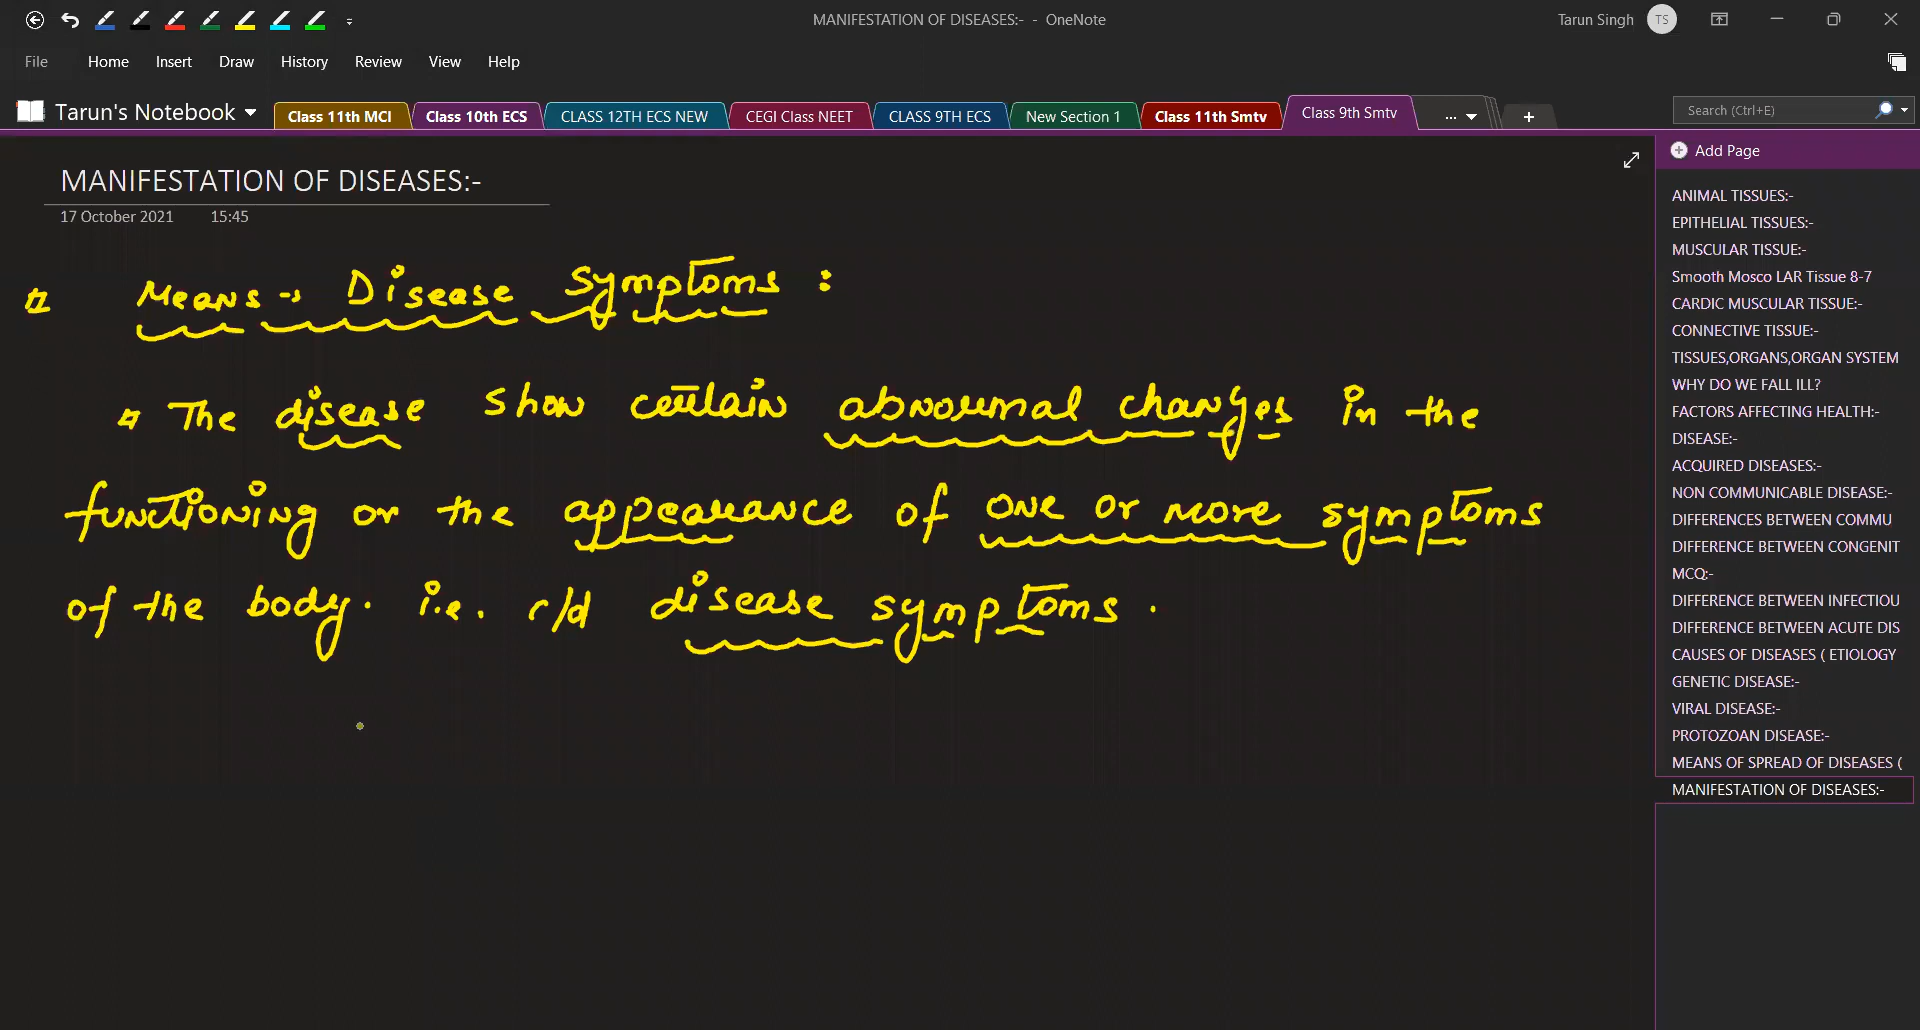 MANIFESTATION OF DISEASES:- - OneNote
Tarun Singh TS
File Home Insert Draw History Review View Help
Tarun's Notebook
Class 11th MCI Class 10th ECS CLASS 12TH ECS NEW CEGI Class NEET CLASS 9TH ECS New Section 1 Class 11th Smtv Class 9th Smtv ... +
Search (Ctrl+E)
MANIFESTATION OF DISEASES:-
17 October 2021 15:45
Means → Disease Symptoms :
The disease show certain abnormal changes in the
functioning or the appearance of one or more symptoms
of the body. i.e. c/d disease symptoms.
Add Page
ANIMAL TISSUES:-
EPITHELIAL TISSUES:-
MUSCULAR TISSUE:-
Smooth Mosco LAR Tissue 8-7
CARDIC MUSCULAR TISSUE:-
CONNECTIVE TISSUE:-
TISSUES,ORGANS,ORGAN SYSTEM
WHY DO WE FALL ILL?
FACTORS AFFECTING HEALTH:-
DISEASE:-
ACQUIRED DISEASES:-
NON COMMUNICABLE DISEASE:-
DIFFERENCES BETWEEN COMMU
DIFFERENCE BETWEEN CONGENIT
MCQ:-
DIFFERENCE BETWEEN INFECTIOU
DIFFERENCE BETWEEN ACUTE DIS
CAUSES OF DISEASES ( ETIOLOGY
GENETIC DISEASE:-
VIRAL DISEASE:-
PROTOZOAN DISEASE:-
MEANS OF SPREAD OF DISEASES (
MANIFESTATION OF DISEASES:-